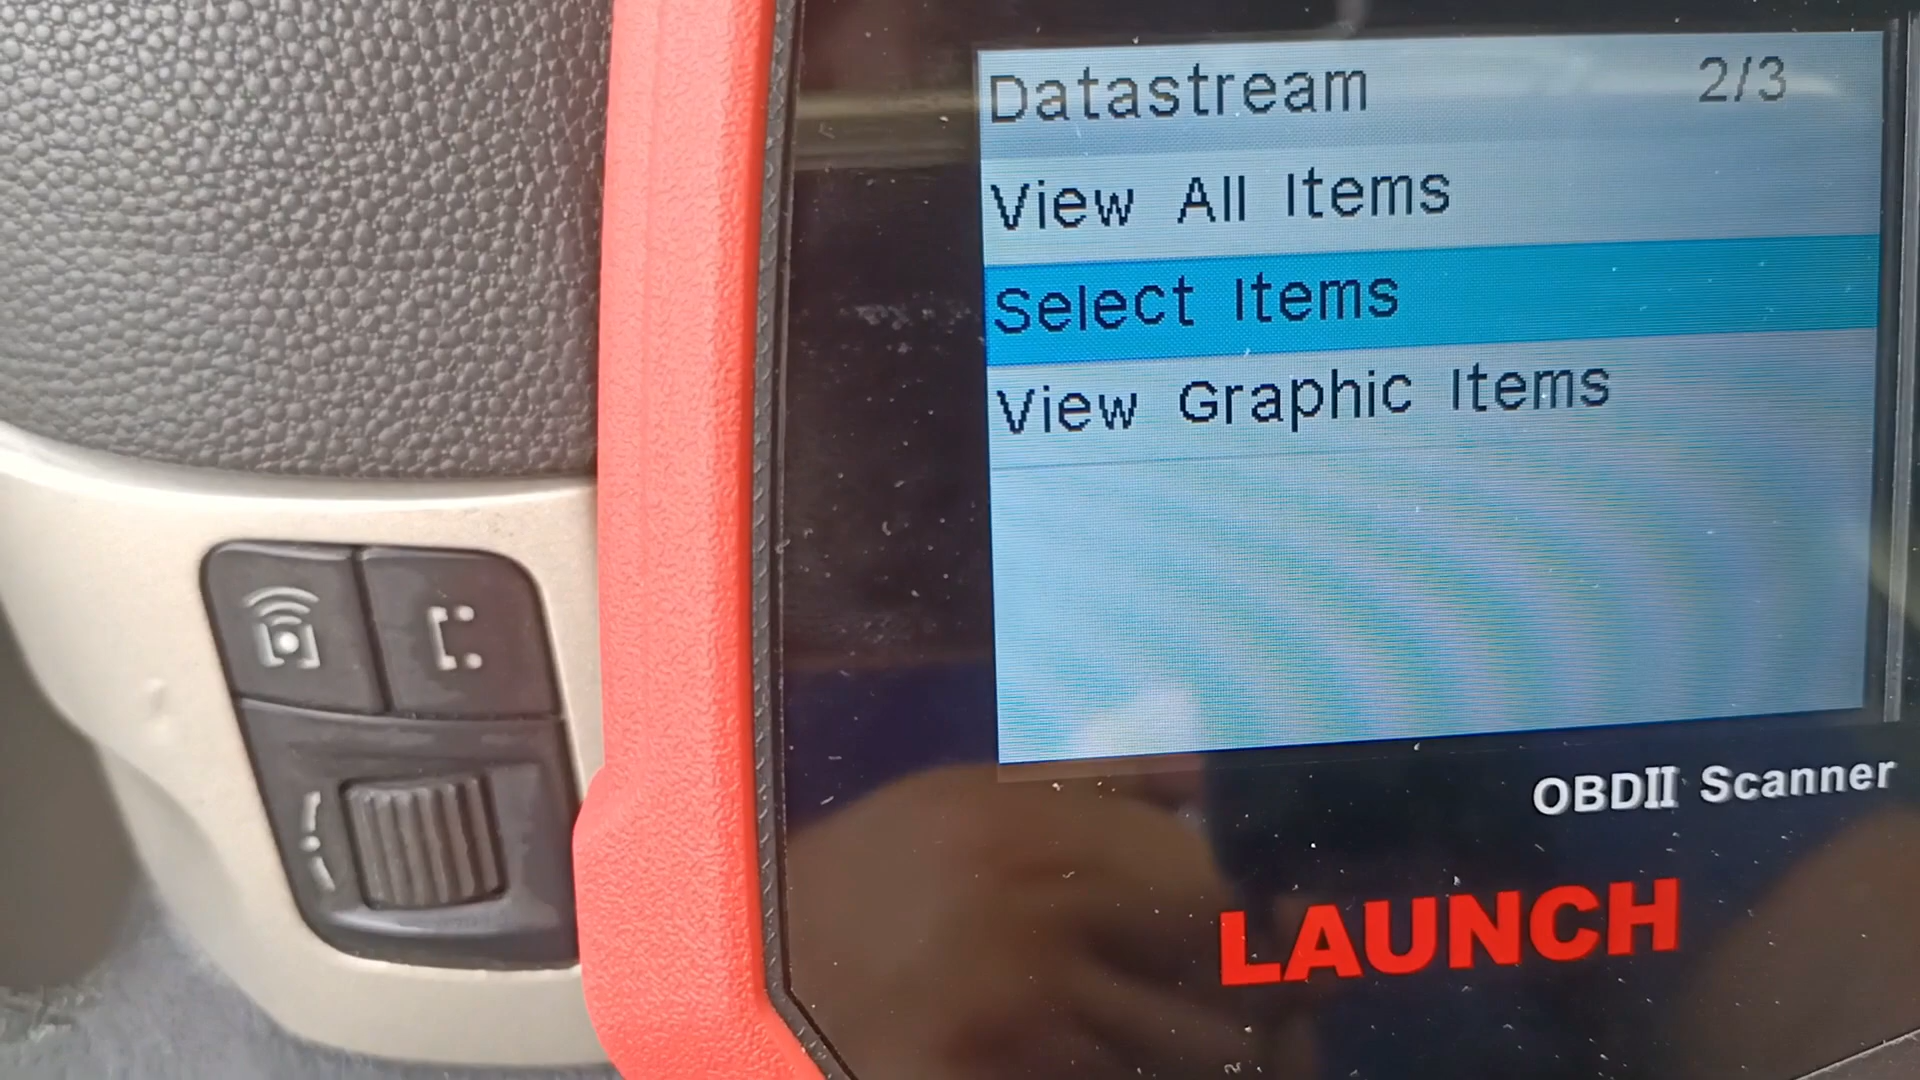 Datastream 2/3
View All Items
Select Items
View Graphic Items
OBDII Scanner
LAUNCH